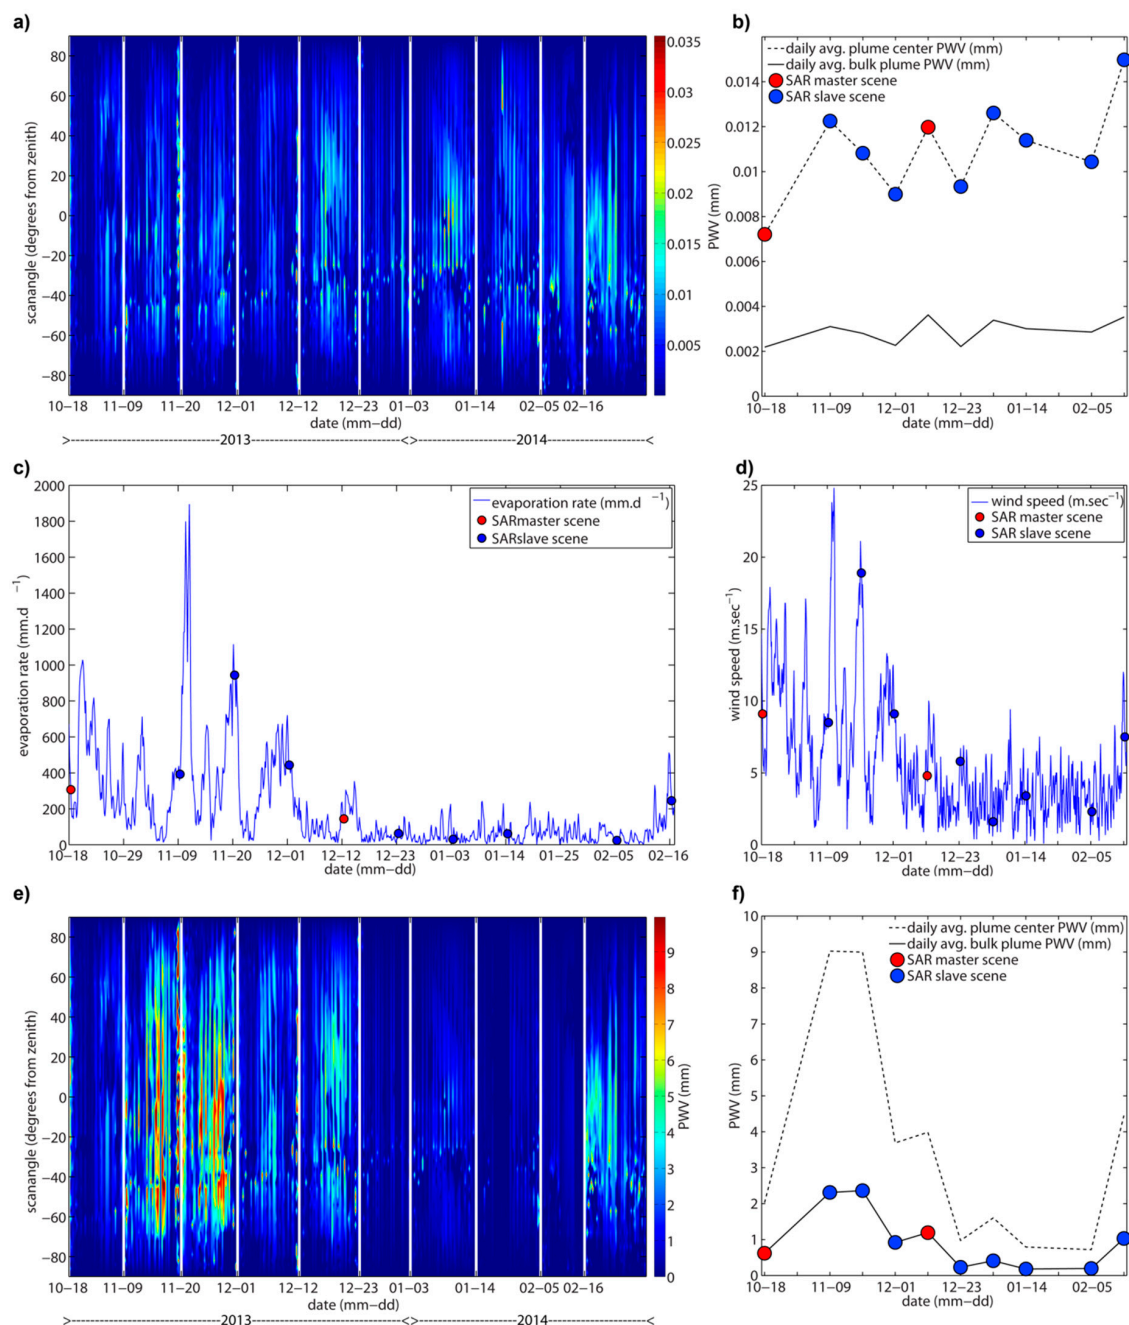 a)
80
60
40
20
0
−20
−40
−60
−80
scanangle (degrees from zenith)
10−18 11−09 11−20 12−01 12−12 12−23 01−03 01−14 02−05 02−16
date (mm−dd)
2013 2014
0.035
0.03
0.025
0.02
0.015
0.01
0.005
b)
daily avg. plume center PWV (mm)
daily avg. bulk plume PWV (mm)
SAR master scene
SAR slave scene
0.014
0.012
0.01
0.008
0.006
0.004
0.002
0
PWV (mm)
10−18 11−09 12−01 12−23 01−14 02−05
date (mm−dd)
c)
evaporation rate (mm.d −1)
SARmaster scene
SARslave scene
2000
1800
1600
1400
1200
1000
800
600
400
200
0
evaporation rate (mm.d −1)
10−18 10−29 11−09 11−20 12−01 12−12 12−23 01−03 01−14 01−25 02−05 02−16
date (mm−dd)
d)
wind speed (m.sec−1)
SAR master scene
SAR slave scene
25
20
15
10
5
0
wind speed (m.sec−1)
10−18 11−09 12−01 12−23 01−14 02−05
date (mm−dd)
e)
80
60
40
20
0
−20
−40
−60
−80
scanangle (degrees from zenith)
10−18 11−09 11−20 12−01 12−12 12−23 01−03 01−14 02−05 02−16
date (mm−dd)
2013 2014
9
8
7
6
5
4
3
2
1
0
PWV (mm)
f)
daily avg. plume center PWV (mm)
daily avg. bulk plume PWV (mm)
SAR master scene
SAR slave scene
10
9
8
7
6
5
4
3
2
1
0
PWV (mm)
10−18 11−09 12−01 12−23 01−14 02−05
date (mm−dd)